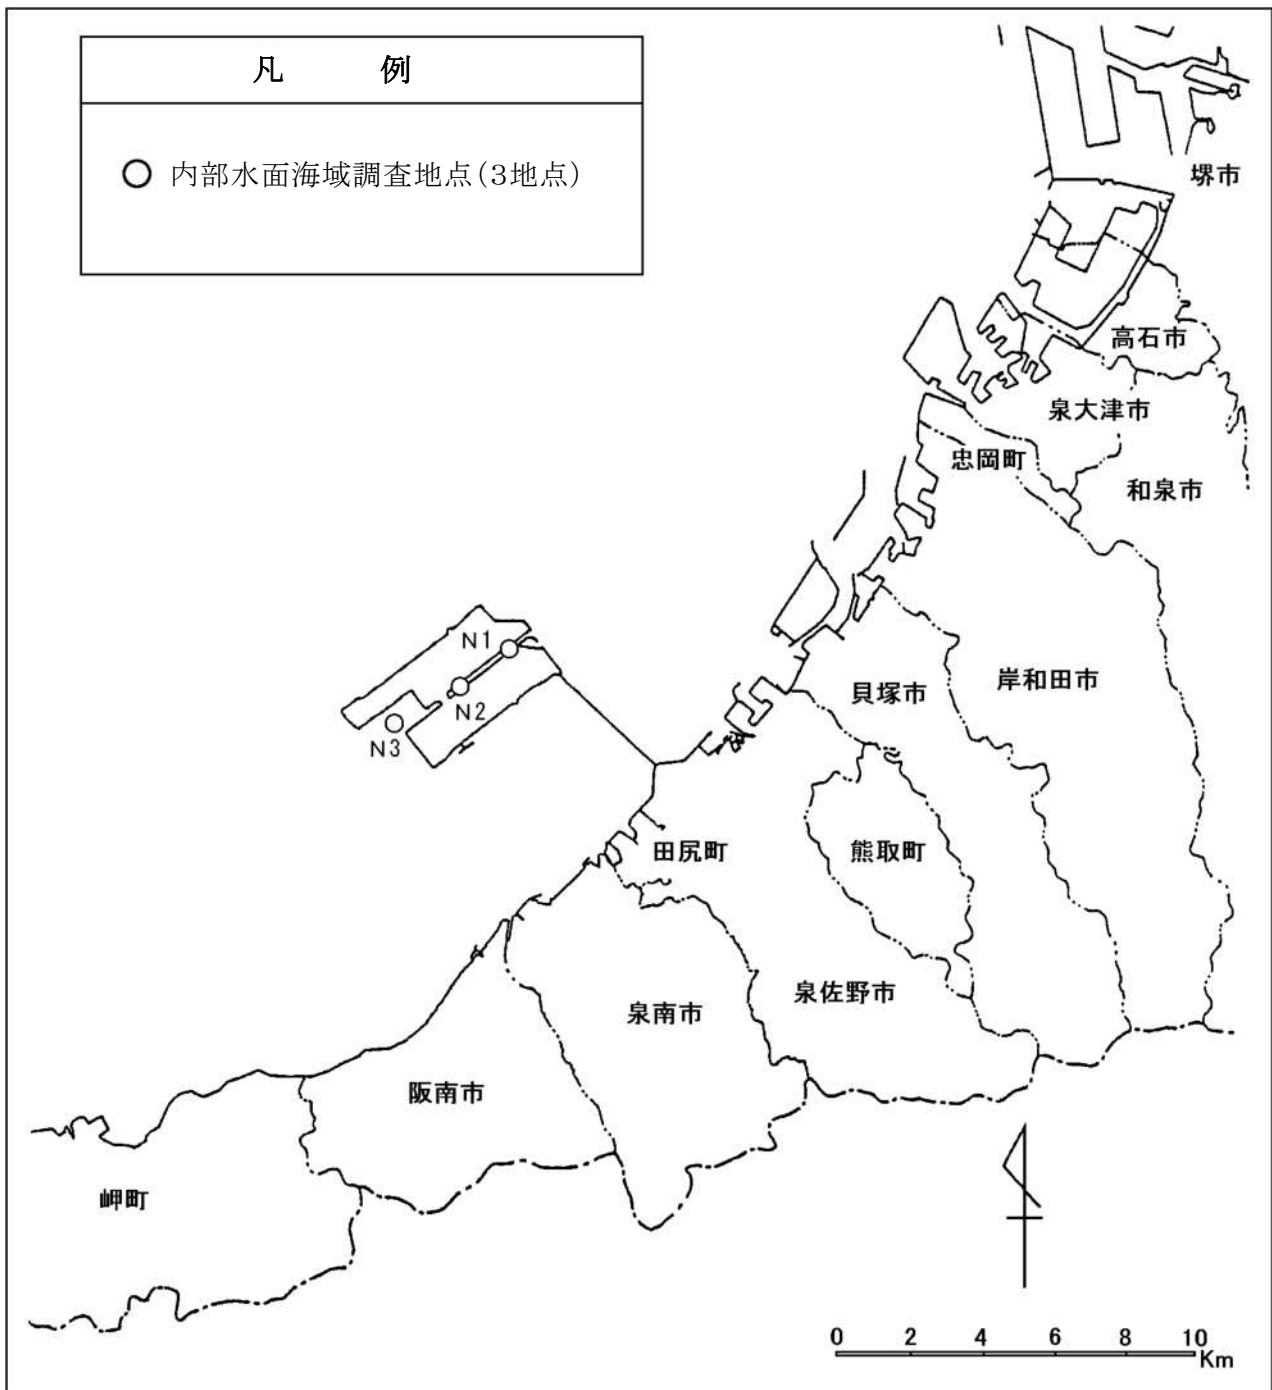 凡 例
内部水面海域調査地点(3地点)
堺市
高石市
泉大津市
忠岡町
和泉市
N1
岸和田市
貝塚市
N2
N3
田尻町
熊取町
泉佐野市
泉南市
阪南市
岬町
0 2 4 6 8 10
Km